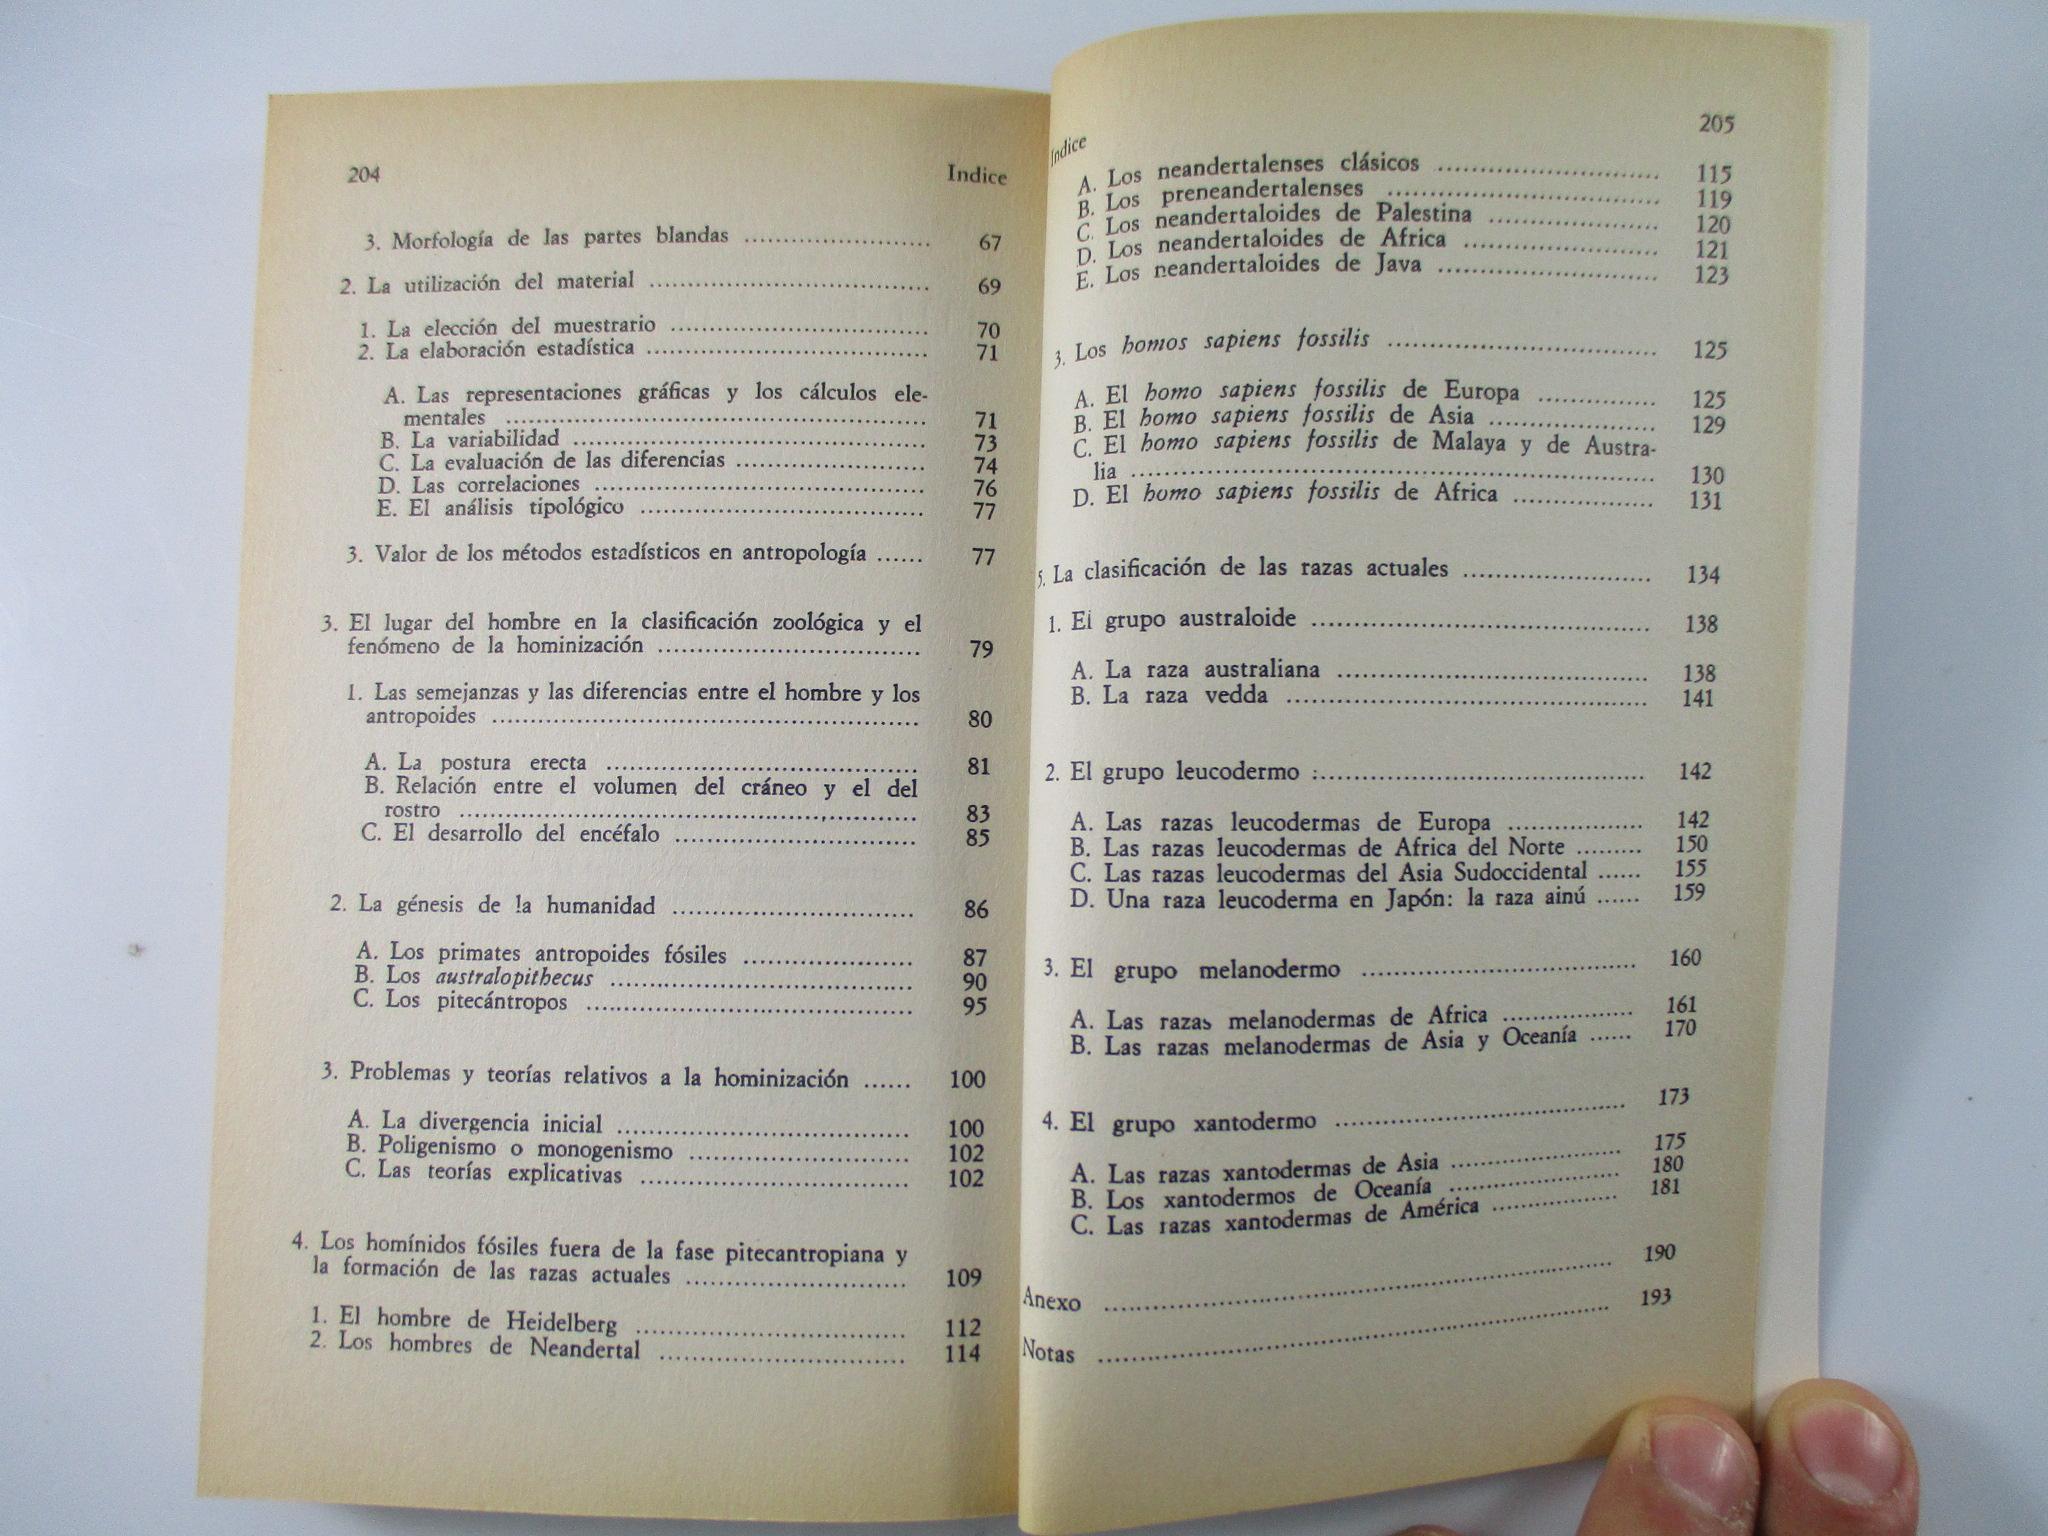 204 Indice
3. Morfología de las partes blandas ........................ 67
2. La utilización del material .................................... 69
1. La elección del muestrario ................................. 70
2. La elaboración estadística .................................... 71
A. Las representaciones gráficas y los cálculos ele-
mentales ...................................................... 71
B. La variabilidad ............................................. 73
C. La evaluación de las diferencias ........................ 74
D. Las correlaciones .......................................... 76
E. El análisis tipológico .................................... 77
3. Valor de los métodos estadísticos en antropología ...... 77
3. El lugar del hombre en la clasificación zoológica y el
fenómeno de la hominización ................................. 79
1. Las semejanzas y las diferencias entre el hombre y los
antropoides ...................................................... 80
A. La postura erecta ....................................... 81
B. Relación entre el volumen del cráneo y el del
rostro ......................................................... 83
C. El desarrollo del encéfalo .............................. 85
2. La génesis de la humanidad .............................. 86
A. Los primates antropoides fósiles ..................... 87
B. Los australopithecus ...................................... 90
C. Los pitecántropos ......................................... 95
3. Problemas y teorías relativos a la hominización ...... 100
A. La divergencia inicial ..................................... 100
B. Poligenismo o monogenismo ........................... 102
C. Las teorías explicativas .................................. 102
4. Los homínidos fósiles fuera de la fase pitecantropiana y
la formación de las razas actuales ........................... 109
1. El hombre de Heidelberg .................................. 112
2. Los hombres de Neandertal ............................... 114
Indice 205
A. Los neandertalenses clásicos ............................ 115
B. Los preneandertalenses ................................... 119
C. Los neandertaloides de Palestina ..................... 120
D. Los neandertaloides de Africa ......................... 121
E. Los neandertaloides de Java ............................ 123
3. Los homos sapiens fossilis .................................. 125
A. El homo sapiens fossilis de Europa ............... 125
B. El homo sapiens fossilis de Asia ..................... 129
C. El homo sapiens fossilis de Malaya y de Austra-
lia ................................................................ 130
D. El homo sapiens fossilis de Africa .................. 131
5. La clasificación de las razas actuales ........................ 134
1. El grupo australoide .......................................... 138
A. La raza australiana ....................................... 138
B. La raza vedda .............................................. 141
2. El grupo leucodermo .......................................... 142
A. Las razas leucodermas de Europa .................. 142
B. Las razas leucodermas de Africa del Norte ......... 150
C. Las razas leucodermas del Asia Sudoccidental ...... 155
D. Una raza leucoderma en Japón: la raza ainú ...... 159
3. El grupo melanodermo ..................................... 160
A. Las razas melanodermas de Africa .................. 161
B. Las razas melanodermas de Asia y Oceanía ...... 170
4. El grupo xantodermo ........................................ 173
A. Las razas xantodermas de Asia ........................ 175
B. Los xantodermos de Oceanía ........................ 180
C. Las razas xantodermas de América .................. 181
Anexo ................................................................... 190
Notas .................................................................... 193